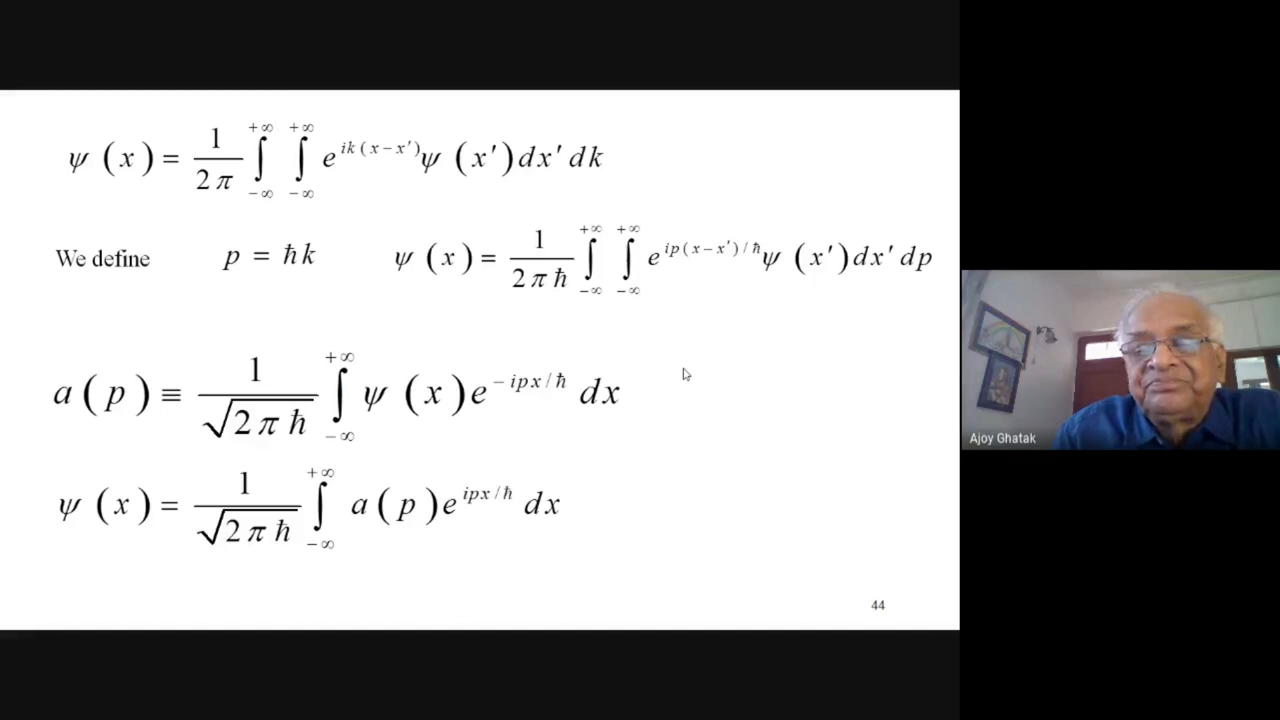 ψ (x) = 1/2π ∫_{-∞}^{+∞} ∫_{-∞}^{+∞} e^{ik(x-x′)} ψ (x′) dx′ dk
We define p = ħk ψ (x) = 1/2πħ ∫_{-∞}^{+∞} ∫_{-∞}^{+∞} e^{ip(x-x′)/ħ} ψ (x′) dx′ dp
a(p) ≡ 1/√(2πħ) ∫_{-∞}^{+∞} ψ (x) e^{-ipx/ħ} dx
ψ (x) = 1/√(2πħ) ∫_{-∞}^{+∞} a(p) e^{ipx/ħ} dx
44
Ajoy Ghatak